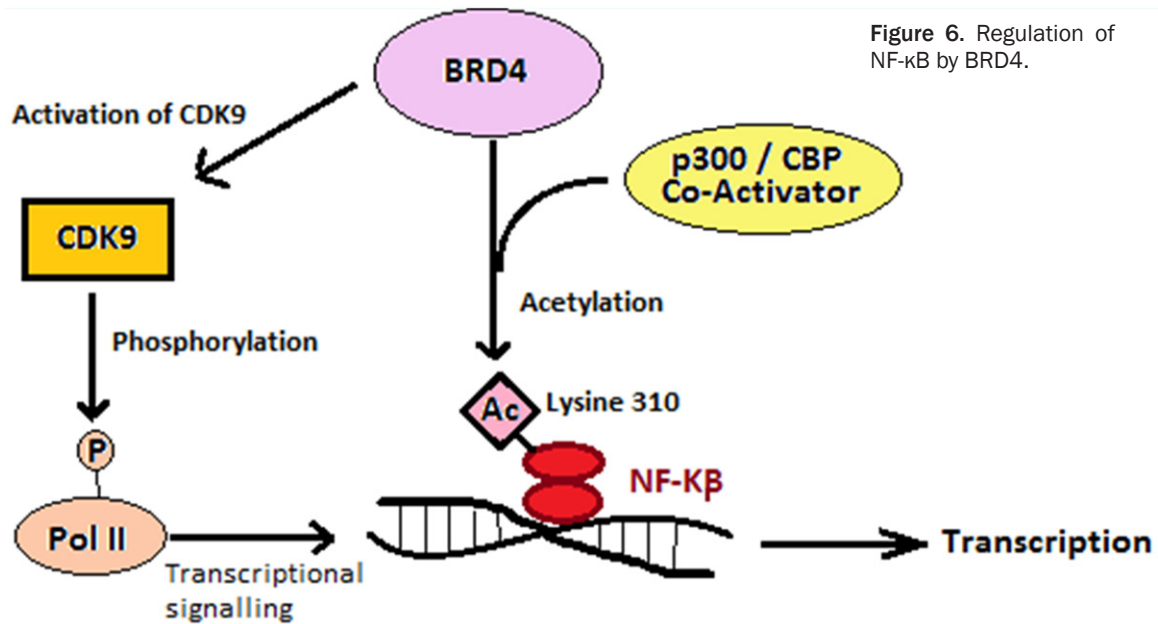 Figure 6. Regulation of
NF-κB by BRD4.
BRD4
Activation of CDK9
p300 / CBP
Co-Activator
CDK9
Acetylation
Phosphorylation
Ac
Lysine 310
P
NF-Kβ
Pol II
Transcription
Transcriptional
signalling